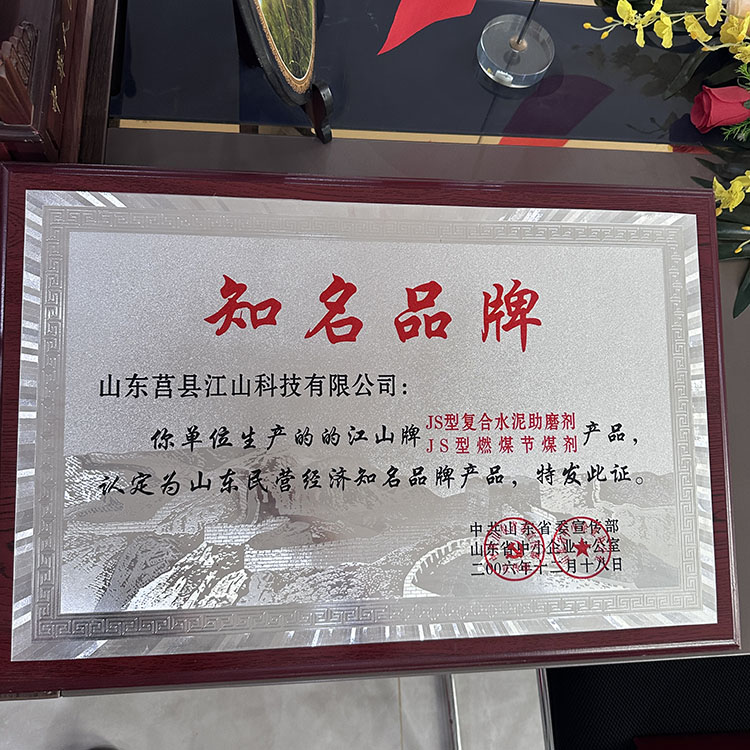 知名品牌
山东莒县江山科技有限公司：
你单位生产的的江山牌JS型复合水泥助磨剂产品，
JS型燃煤节煤剂
认定为山东民营经济知名品牌产品，特发此证。
中共山东省委宣传部
山东省中小企业办公室
二00六年十二月十八日